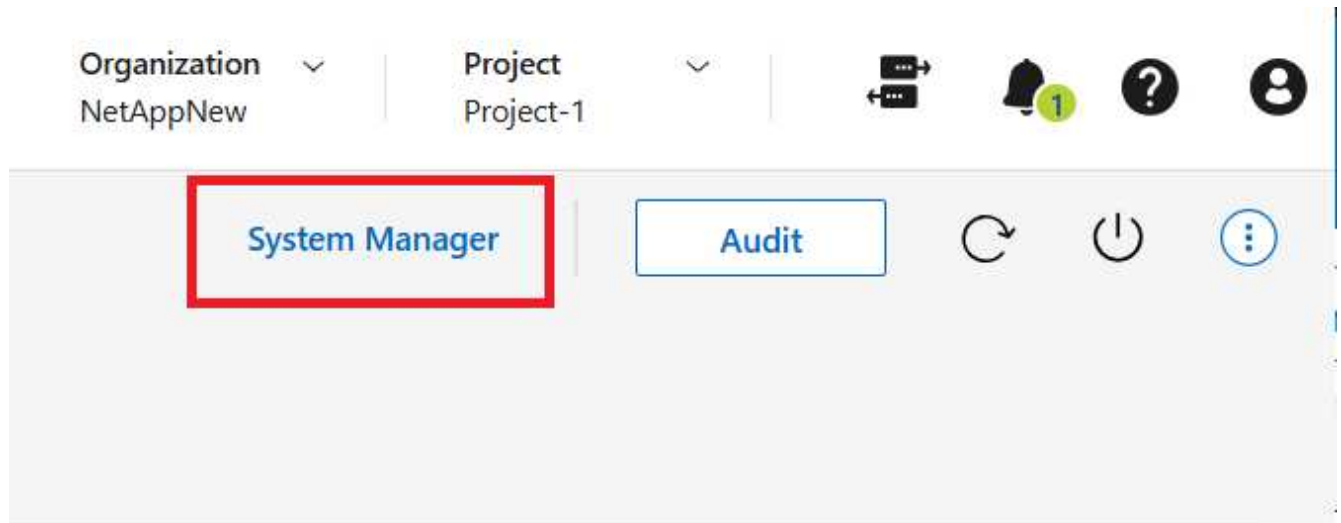 Organization Project
NetAppNew Project-1
1
System Manager Audit